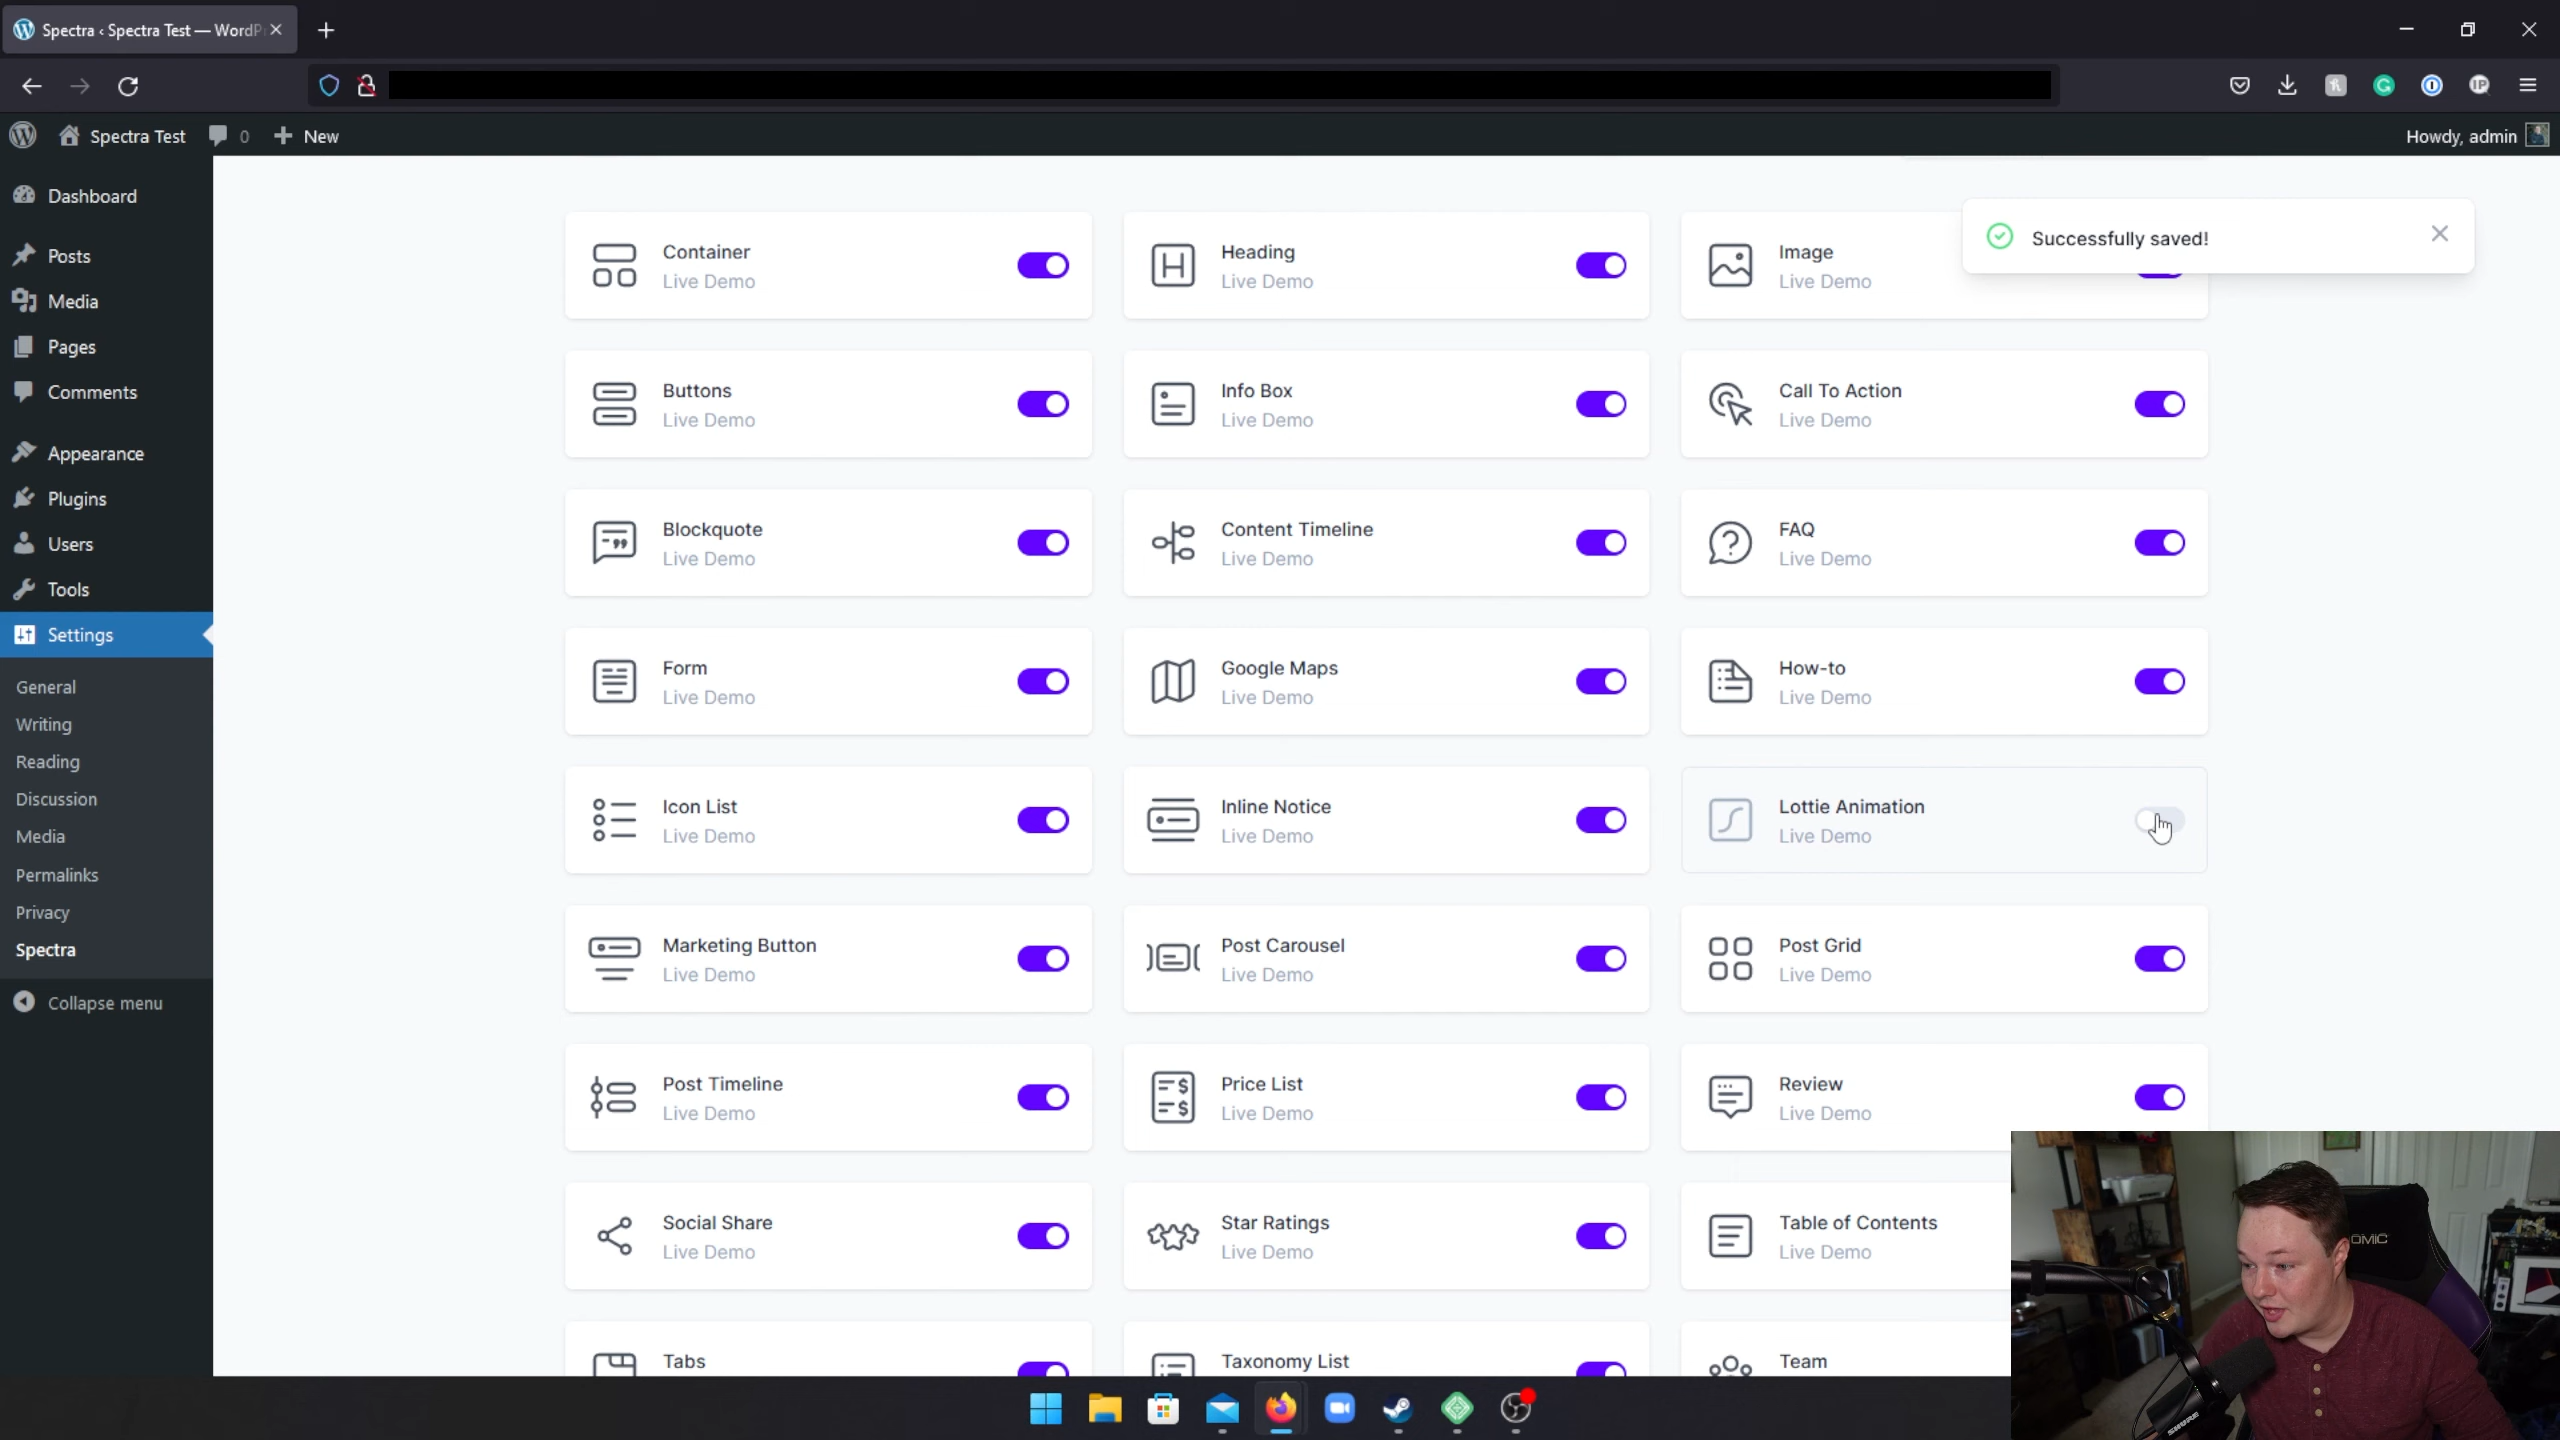 Spectra ‹ Spectra Test — WordP
Spectra Test
0
New
Howdy, admin
Dashboard
Posts
Media
Pages
Comments
Appearance
Plugins
Users
Tools
Settings
General
Writing
Reading
Discussion
Media
Permalinks
Privacy
Spectra
Collapse menu
Successfully saved!
Container
Live Demo
Heading
Live Demo
Image
Live Demo
Buttons
Live Demo
Info Box
Live Demo
Call To Action
Live Demo
Blockquote
Live Demo
Content Timeline
Live Demo
FAQ
Live Demo
Form
Live Demo
Google Maps
Live Demo
How-to
Live Demo
Icon List
Live Demo
Inline Notice
Live Demo
Lottie Animation
Live Demo
Marketing Button
Live Demo
Post Carousel
Live Demo
Post Grid
Live Demo
Post Timeline
Live Demo
Price List
Live Demo
Review
Live Demo
Social Share
Live Demo
Star Ratings
Live Demo
Table of Contents
Live Demo
Tabs
Taxonomy List
Team
OMIC
SHURE